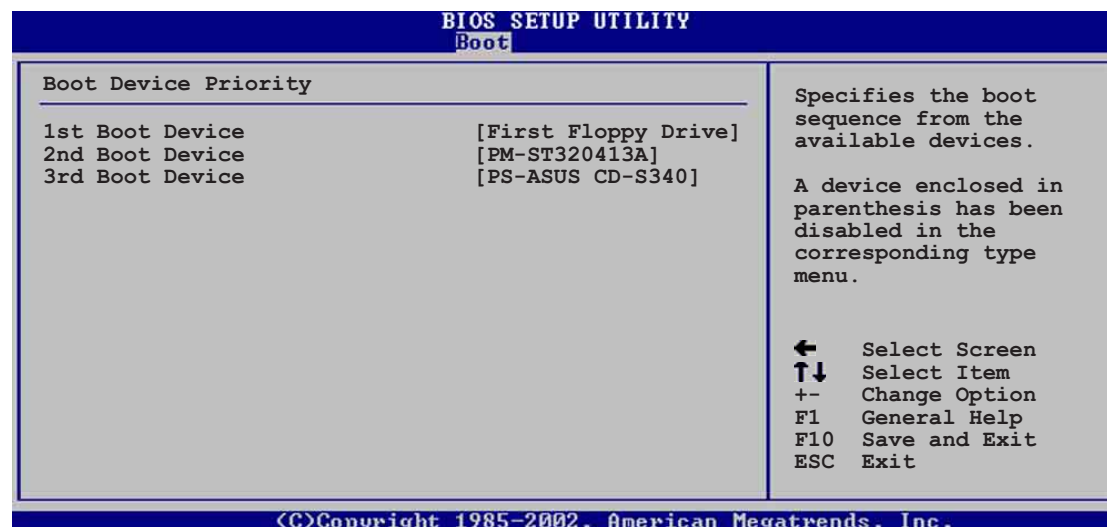 BIOS SETUP UTILITY
Boot
Boot Device Priority
1st Boot Device [First Floppy Drive]
2nd Boot Device [PM-ST320413A]
3rd Boot Device [PS-ASUS CD-S340]
Specifies the boot
sequence from the
available devices.
A device enclosed in
parenthesis has been
disabled in the
corresponding type
menu.
← Select Screen
↑↓ Select Item
+- Change Option
F1 General Help
F10 Save and Exit
ESC Exit
(C)Copyright 1985-2002, American Megatrends, Inc.